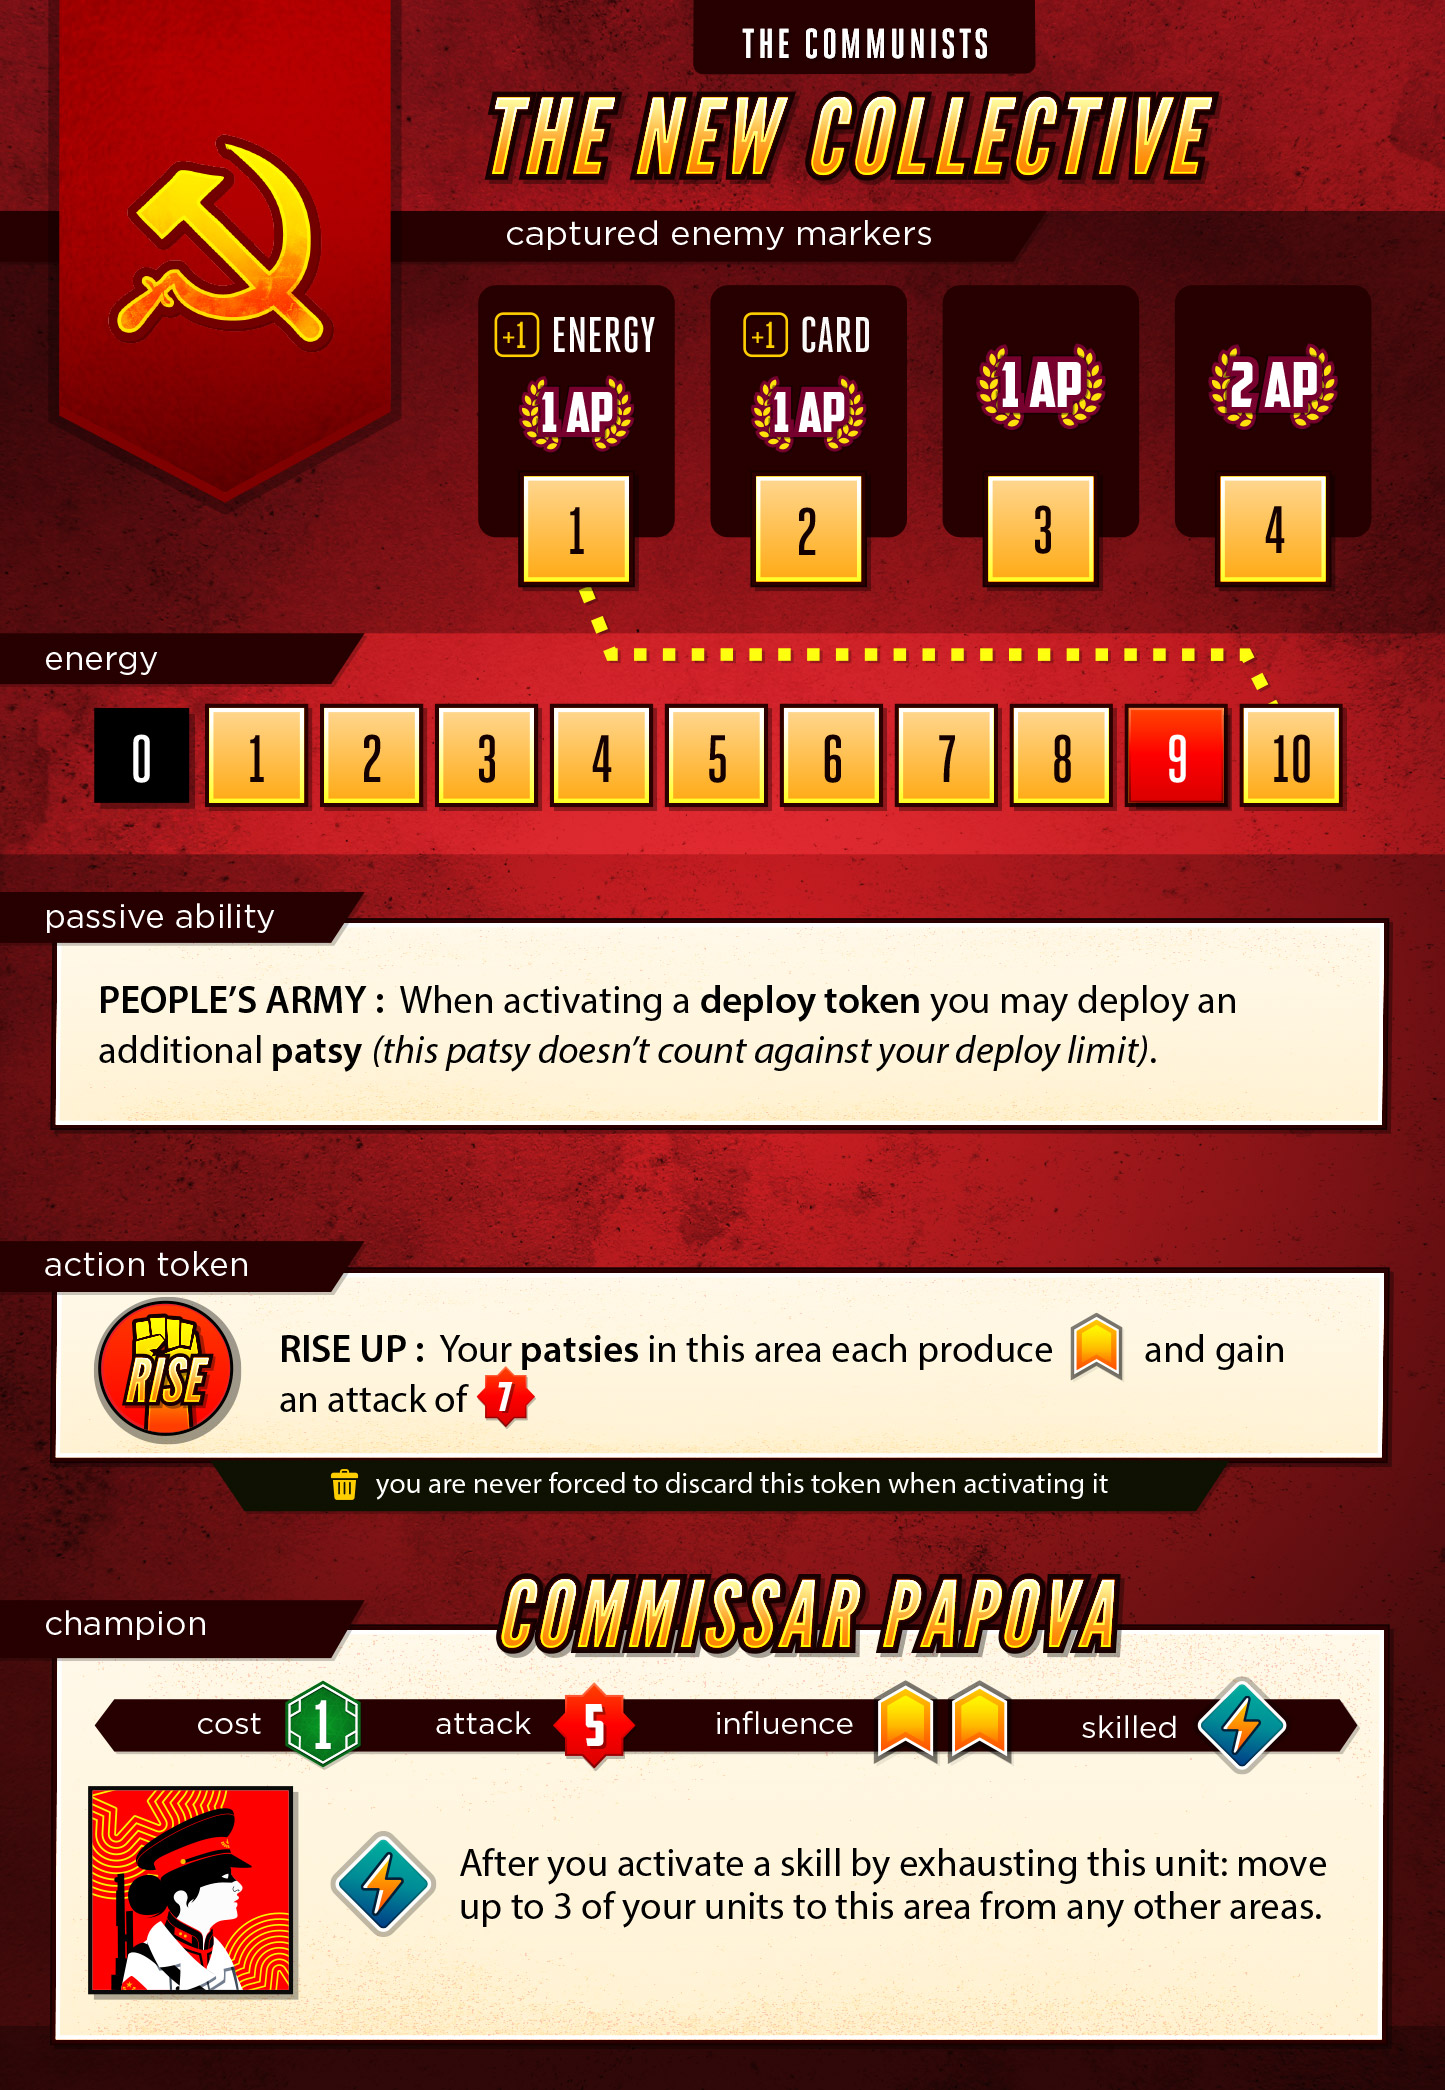 THE COMMUNISTS
THE NEW COLLECTIVE
captured enemy markers
+1 ENERGY
1 AP
1
+1 CARD
1 AP
2
1 AP
3
2 AP
4
energy
0 1 2 3 4 5 6 7 8 9 10
passive ability
PEOPLE’S ARMY : When activating a deploy token you may deploy an
additional patsy (this patsy doesn’t count against your deploy limit).
action token
RISE
RISE UP : Your patsies in this area each produce and gain
an attack of 7
you are never forced to discard this token when activating it
COMMISSAR PAPOVA
champion
cost 1 attack 5 influence skilled
After you activate a skill by exhausting this unit: move
up to 3 of your units to this area from any other areas.